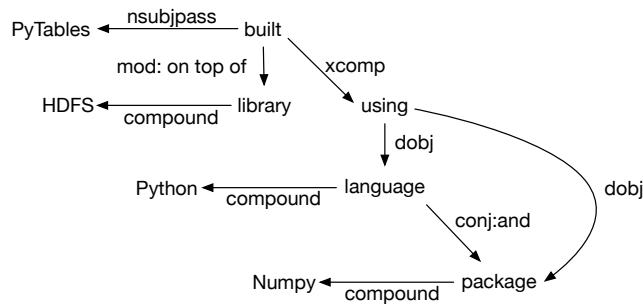 nsubjpass
PyTables built
mod: on top of xcomp
HDFS library using
compound
dobj
Python language dobj
compound
conj:and
Numpy package
compound